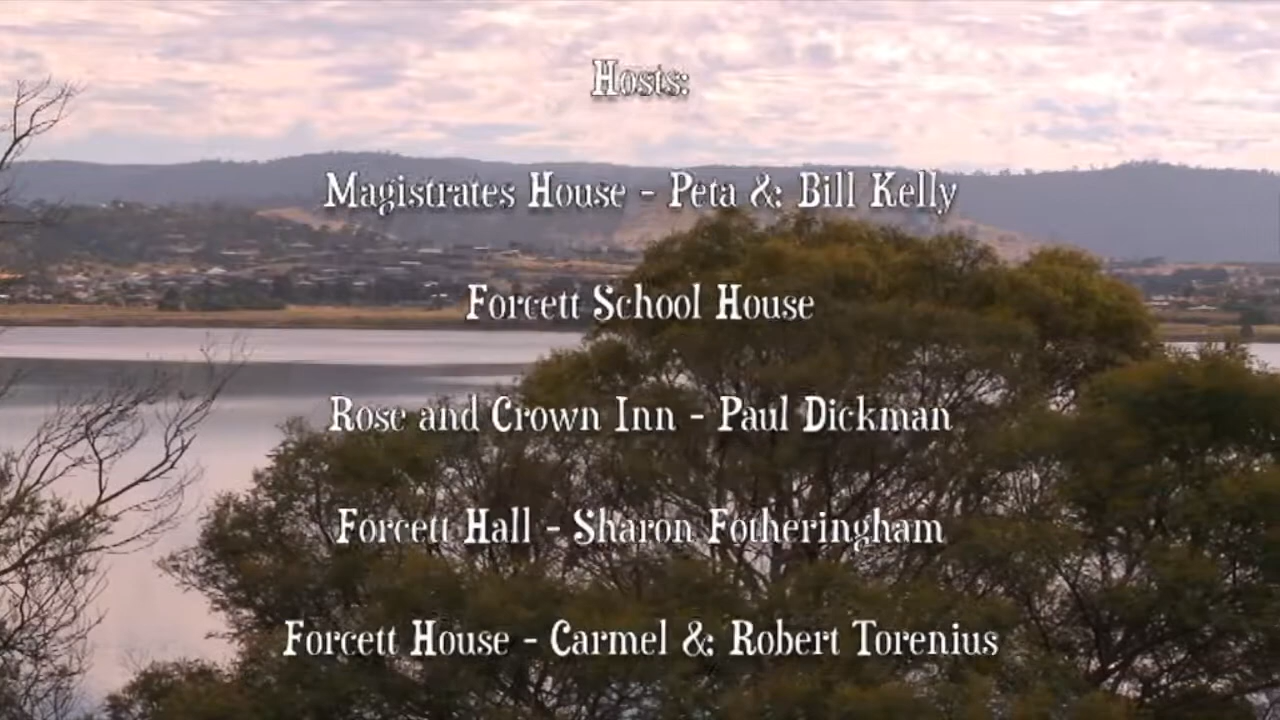 Hosts:
Magistrates House - Peta & Bill Kelly
Forcett School House
Rose and Crown Inn - Paul Dickman
Forcett Hall - Sharon Fotheringham
Forcett House - Carmel & Robert Torenius